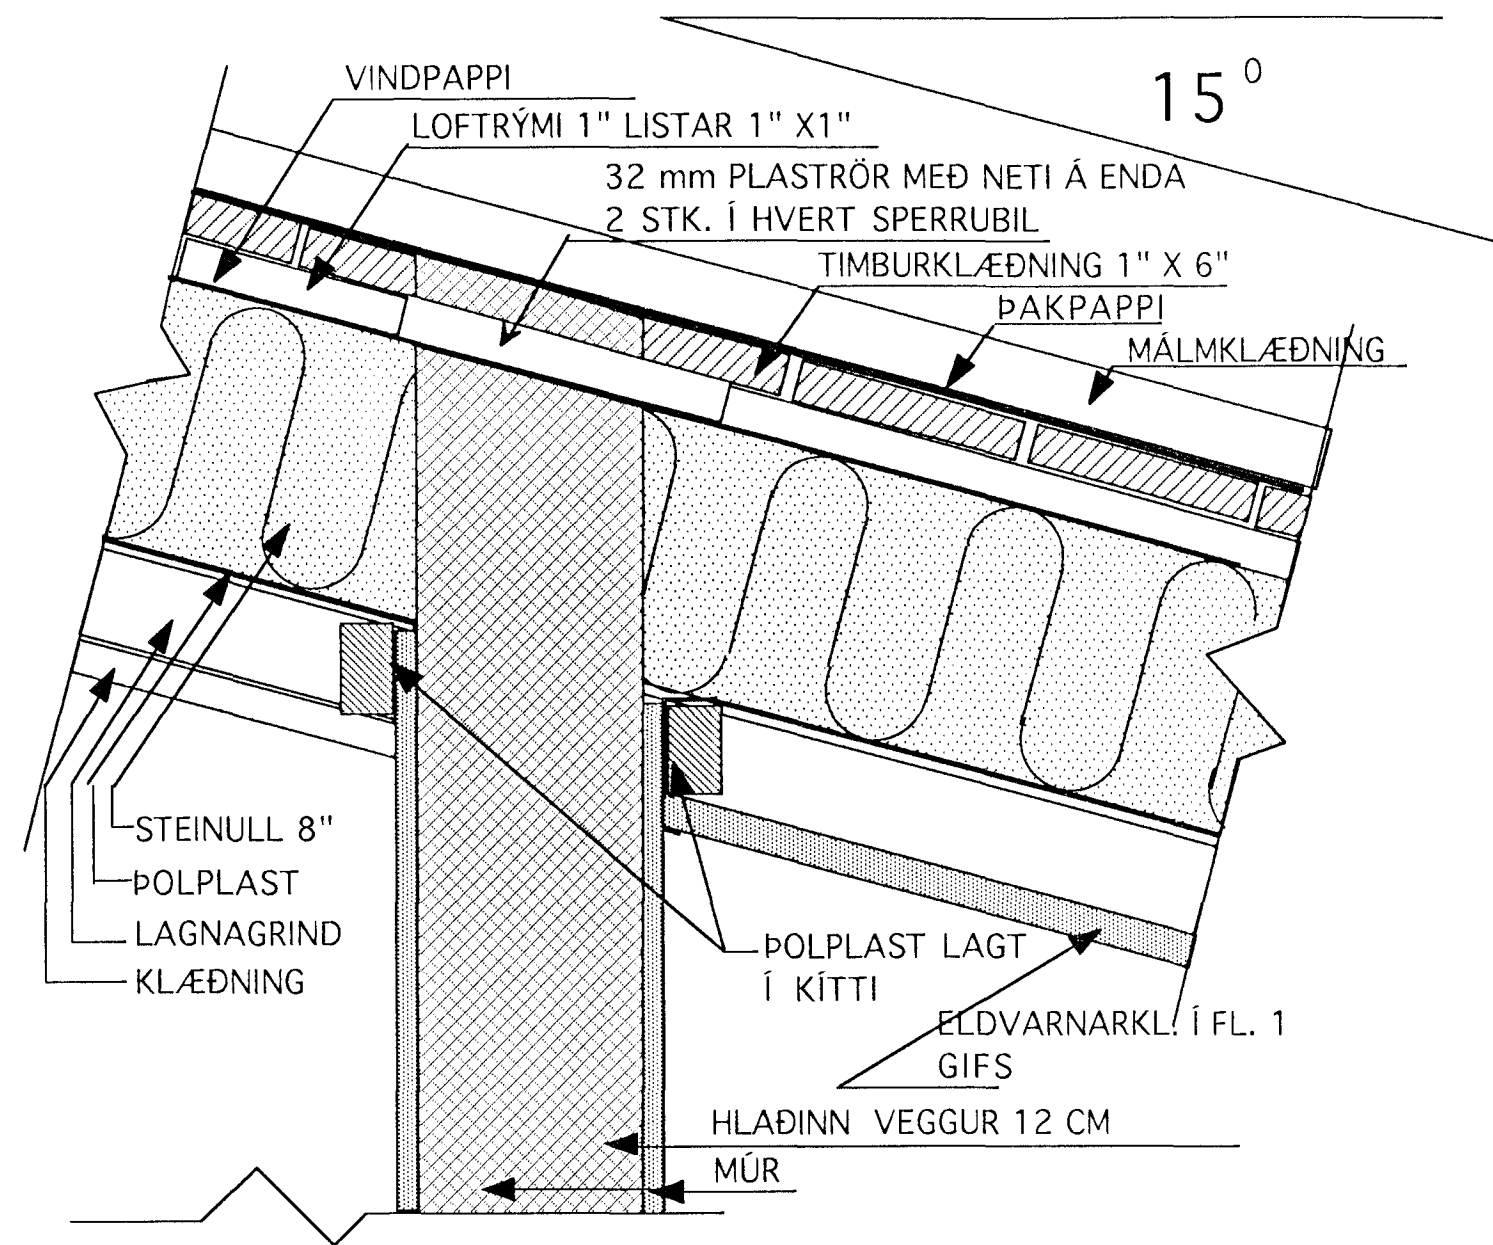 15°
VINDPAPPI
LOFTRÝMI 1" LISTAR 1" X1"
32 mm PLASTRÖR MEÐ NETI Á ENDA
2 STK. Í HVERT SPERRUBIL
TIMBURKLÆÐNING 1" X 6"
ÞAKPAPPI
MÁLMKLÆÐNING
STEINULL 8"
ÞOLPLAST
LAGNAGRIND
KLÆÐNING
ÞOLPLAST LAGT
Í KÍTTI
ELDVARNARKL. Í FL. 1
GIFS
HLAÐINN VEGGUR 12 CM
MÚR